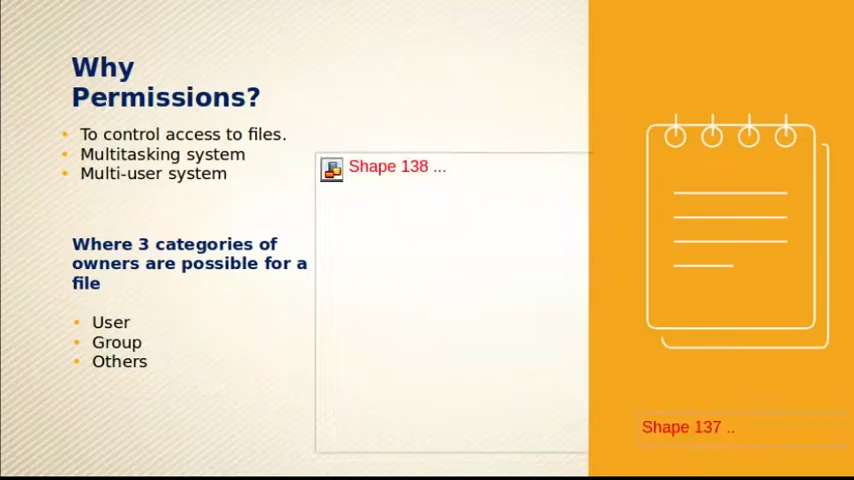 Why
Permissions?
• To control access to files.
• Multitasking system
• Multi-user system
Shape 138 ...
Where 3 categories of
owners are possible for a
file
• User
• Group
• Others
Shape 137 ..